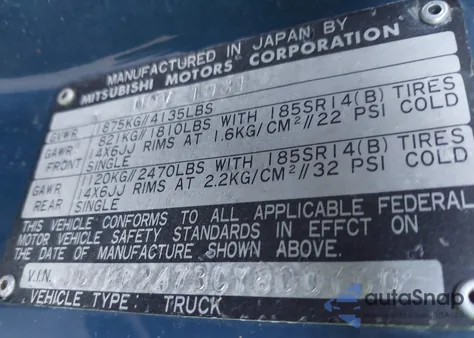 MANUFACTURED IN JAPAN BY
MITSUBISHI MOTORS CORPORATION
GVWR 1875KG//4135LBS
GAWR FRONT 821KG//1810LBS WITH 185SR14(B) TIRES
14X6JJ RIMS AT 1.6KG/CM²//22 PSI COLD
SINGLE
GAWR REAR 1120KG//2470LBS WITH 185SR14(B) TIRES
14X6JJ RIMS AT 2.2KG/CM²//32 PSI COLD
SINGLE
THIS VEHICLE CONFORMS TO ALL APPLICABLE FEDERAL
MOTOR VEHICLE SAFETY STANDARDS IN EFFCT ON
THE DATE OF MANUFACTURE SHOWN ABOVE.
V.I.N.
VEHICLE TYPE: TRUCK
autoSnap